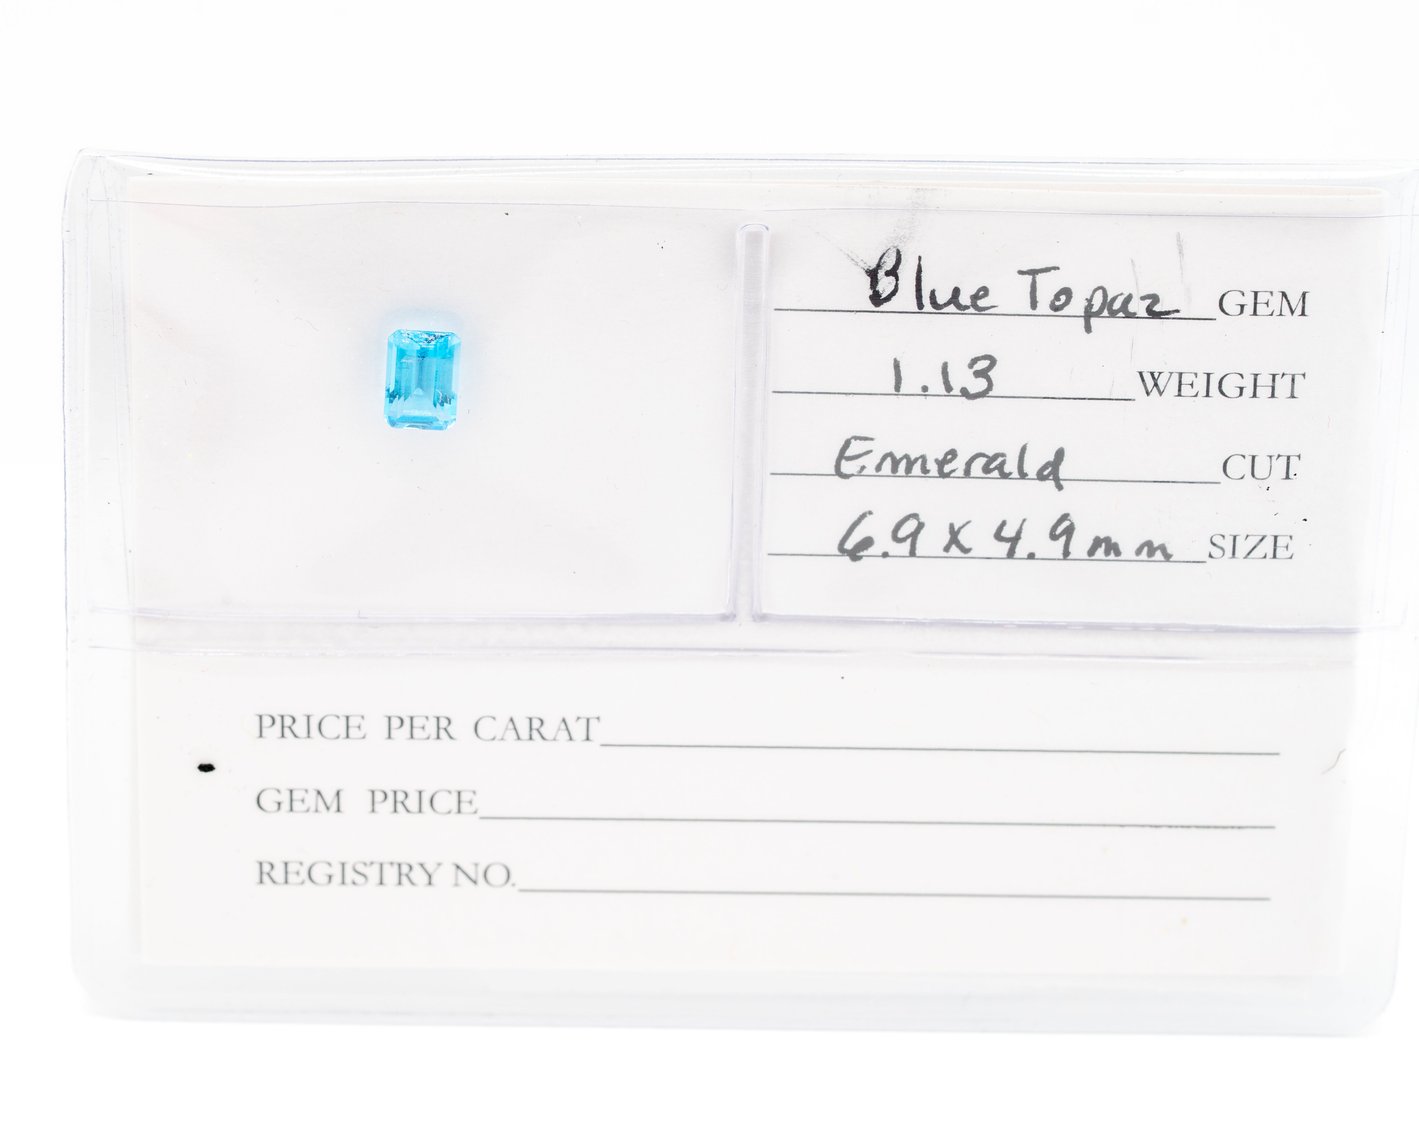 Blue Topaz GEM
1.13 WEIGHT
Emerald CUT
6.9 x 4.9mm SIZE
PRICE PER CARAT
GEM PRICE
REGISTRY NO.